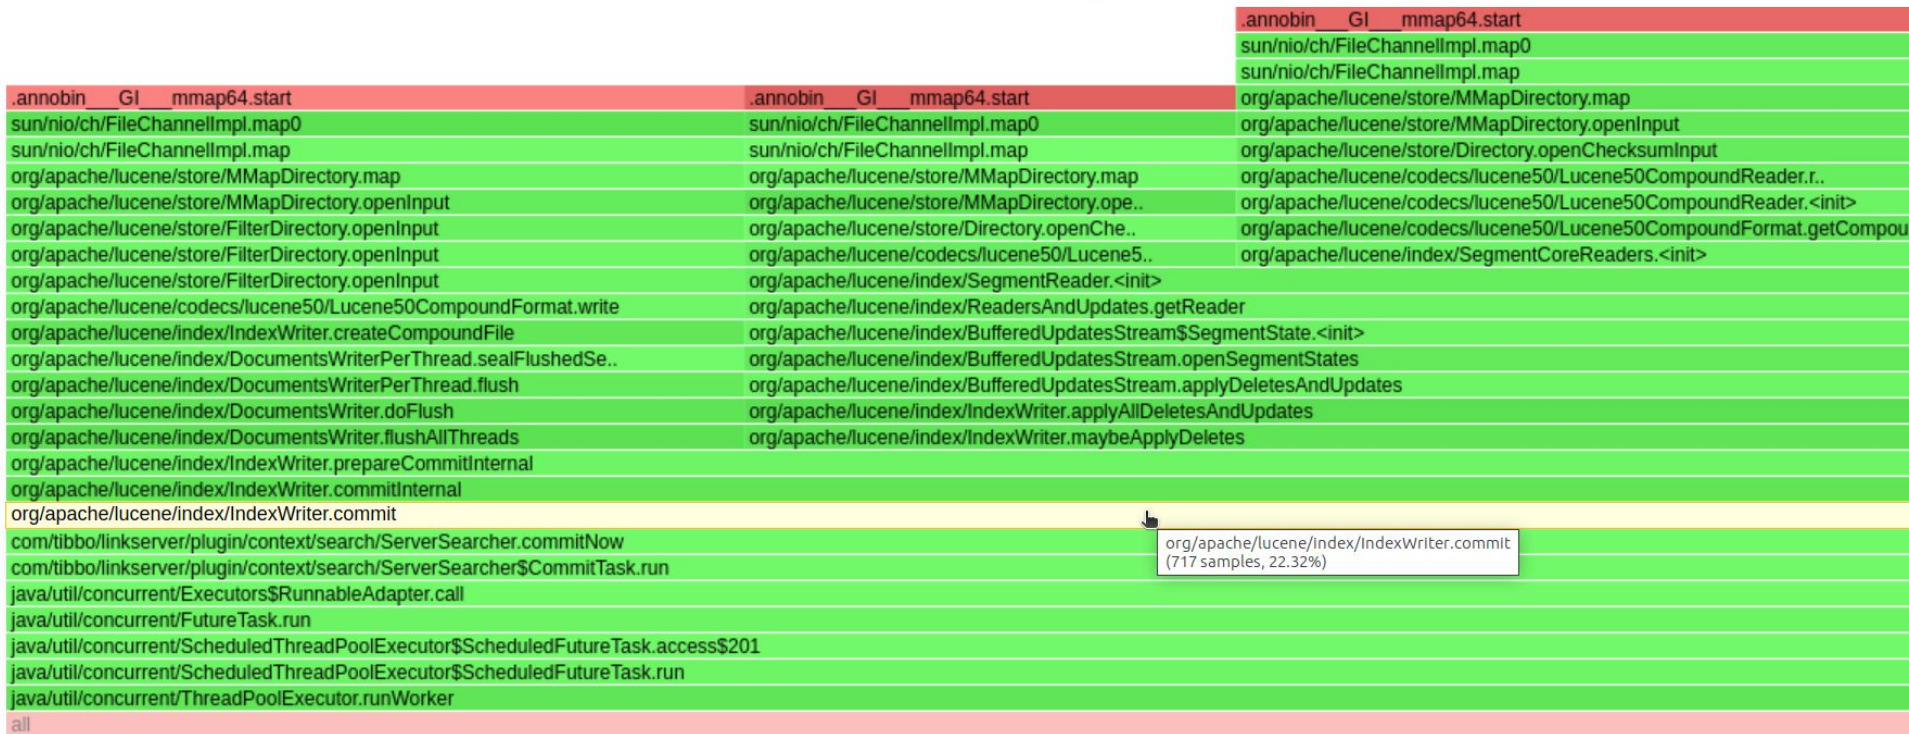 .annobin___GI___mmap64.start
sun/nio/ch/FileChannelImpl.map0
sun/nio/ch/FileChannelImpl.map
.annobin___GI___mmap64.start .annobin___GI___mmap64.start org/apache/lucene/store/MMapDirectory.map
sun/nio/ch/FileChannelImpl.map0 sun/nio/ch/FileChannelImpl.map0 org/apache/lucene/store/MMapDirectory.openInput
sun/nio/ch/FileChannelImpl.map sun/nio/ch/FileChannelImpl.map org/apache/lucene/store/Directory.openChecksumInput
org/apache/lucene/store/MMapDirectory.map org/apache/lucene/store/MMapDirectory.map org/apache/lucene/codecs/lucene50/Lucene50CompoundReader.r..
org/apache/lucene/store/MMapDirectory.openInput org/apache/lucene/store/MMapDirectory.ope.. org/apache/lucene/codecs/lucene50/Lucene50CompoundReader.<init>
org/apache/lucene/store/FilterDirectory.openInput org/apache/lucene/store/Directory.openChe.. org/apache/lucene/codecs/lucene50/Lucene50CompoundFormat.getCompou
org/apache/lucene/store/FilterDirectory.openInput org/apache/lucene/codecs/lucene50/Lucene5.. org/apache/lucene/index/SegmentCoreReaders.<init>
org/apache/lucene/store/FilterDirectory.openInput org/apache/lucene/index/SegmentReader.<init>
org/apache/lucene/codecs/lucene50/Lucene50CompoundFormat.write org/apache/lucene/index/ReadersAndUpdates.getReader
org/apache/lucene/index/IndexWriter.createCompoundFile org/apache/lucene/index/BufferedUpdatesStream$SegmentState.<init>
org/apache/lucene/index/DocumentsWriterPerThread.sealFlushedSe.. org/apache/lucene/index/BufferedUpdatesStream.openSegmentStates
org/apache/lucene/index/DocumentsWriterPerThread.flush org/apache/lucene/index/BufferedUpdatesStream.applyDeletesAndUpdates
org/apache/lucene/index/DocumentsWriter.doFlush org/apache/lucene/index/IndexWriter.applyAllDeletesAndUpdates
org/apache/lucene/index/DocumentsWriter.flushAllThreads org/apache/lucene/index/IndexWriter.maybeApplyDeletes
org/apache/lucene/index/IndexWriter.prepareCommitInternal
org/apache/lucene/index/IndexWriter.commitInternal
org/apache/lucene/index/IndexWriter.commit
com/tibbo/linkserver/plugin/context/search/ServerSearcher.commitNow
org/apache/lucene/index/IndexWriter.commit
(717 samples, 22.32%)
com/tibbo/linkserver/plugin/context/search/ServerSearcher$CommitTask.run
java/util/concurrent/Executors$RunnableAdapter.call
java/util/concurrent/FutureTask.run
java/util/concurrent/ScheduledThreadPoolExecutor$ScheduledFutureTask.access$201
java/util/concurrent/ScheduledThreadPoolExecutor$ScheduledFutureTask.run
java/util/concurrent/ThreadPoolExecutor.runWorker
all